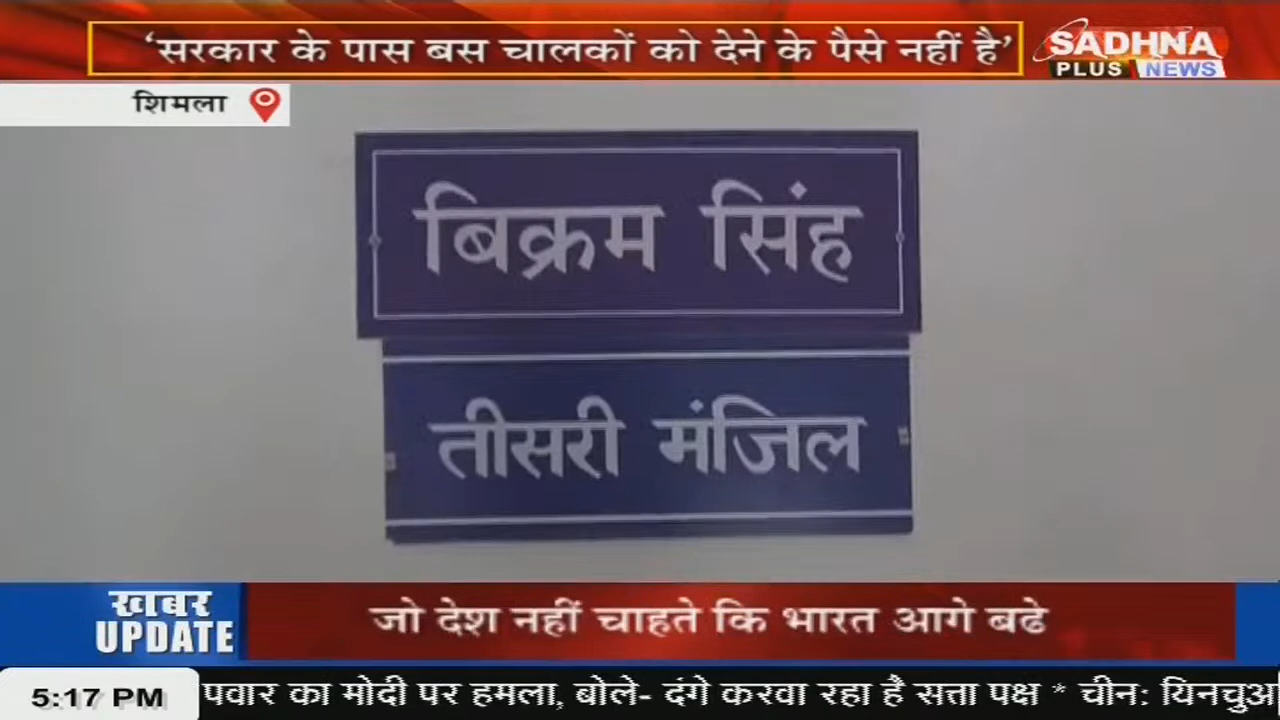 ‘सरकार के पास बस चालकों को देने के पैसे नहीं है’
SADHNA
PLUS NEWS
शिमला
बिक्रम सिंह
तीसरी मंजिल
खबर
UPDATE
जो देश नहीं चाहते कि भारत आगे बढे
5:17 PM
पवार का मोदी पर हमला, बोले- दंगे करवा रहा है सत्ता पक्ष * चीन: यिनचुआ